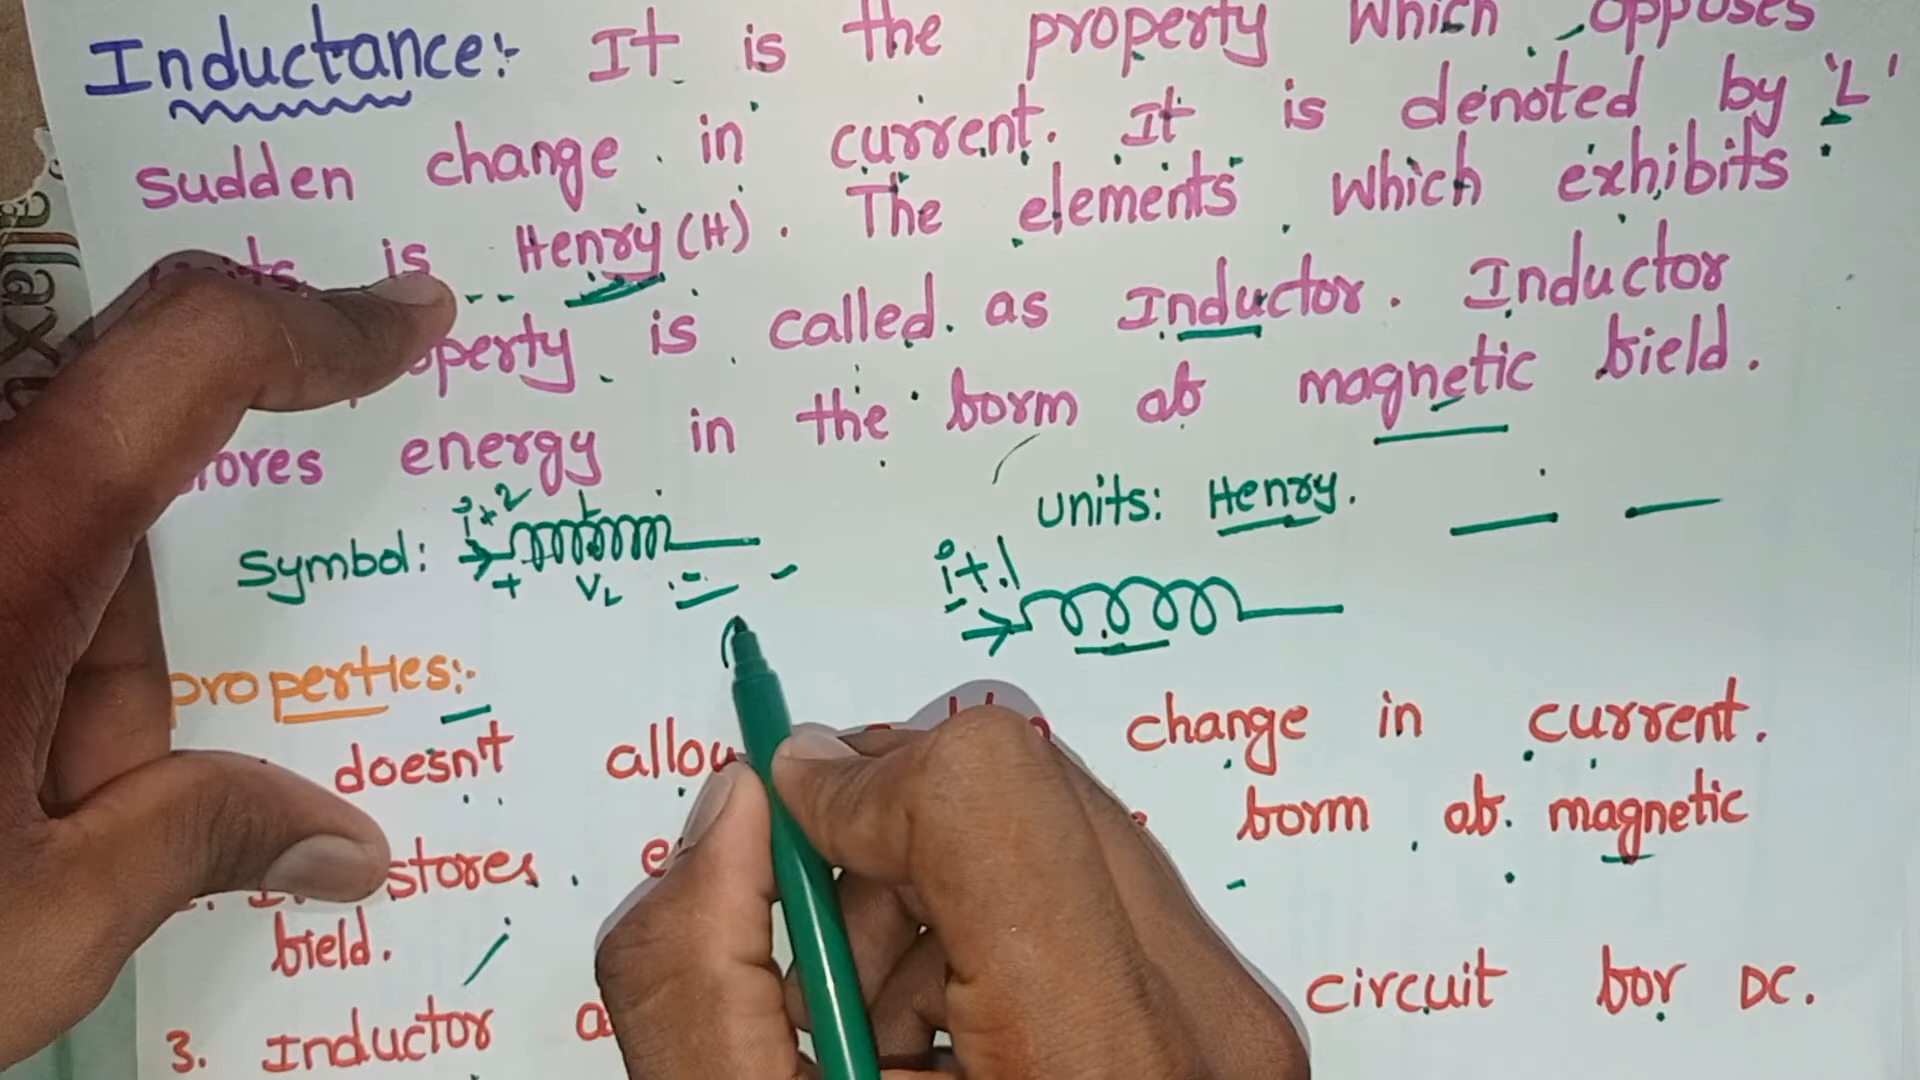 Inductance:- It is the property which opposes
sudden change in current. It is denoted by 'L'
is Henry (H). The elements which exhibits
is called as Inductor. Inductor
energy in the form of magnetic field.
Symbol: L
+ VL -
units: Henry.
properties:-
doesn't change in current.
stores form of magnetic
field.
3. Inductor circuit for DC.